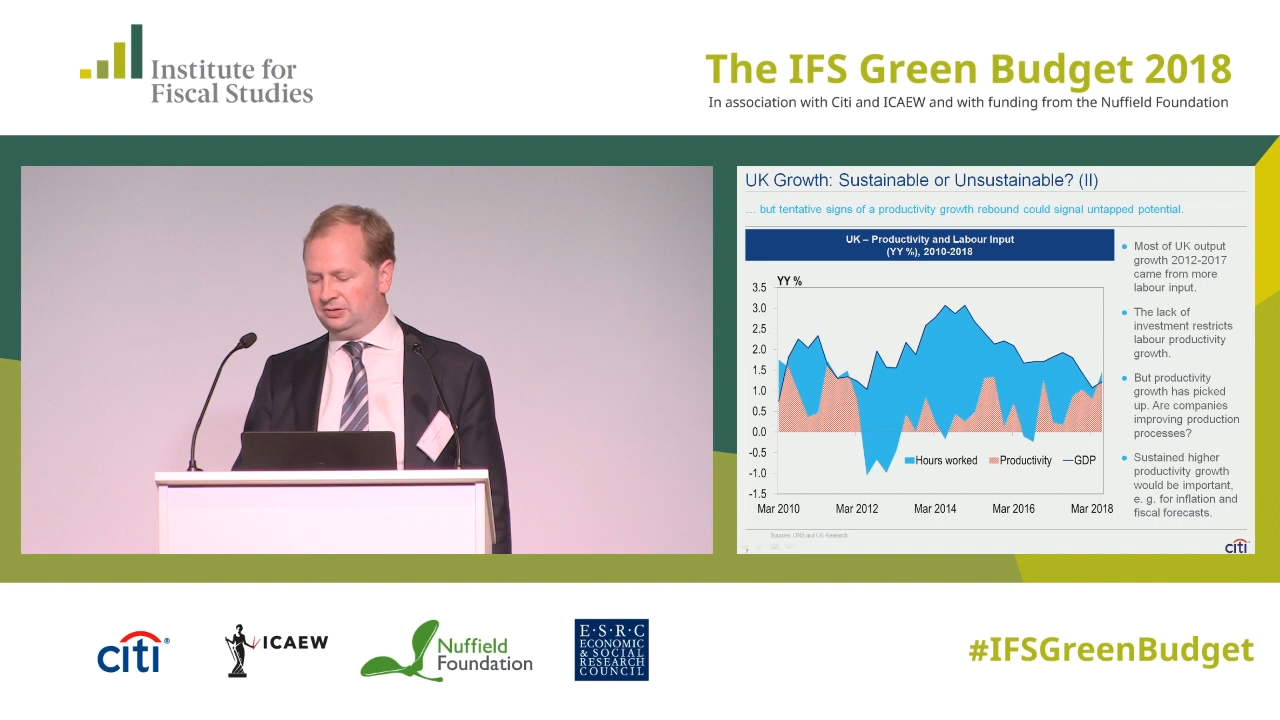 Institute for
Fiscal Studies
The IFS Green Budget 2018
In association with Citi and ICAEW and with funding from the Nuffield Foundation
UK Growth: Sustainable or Unsustainable? (II)
... but tentative signs of a productivity growth rebound could signal untapped potential.
UK – Productivity and Labour Input
(YY %), 2010-2018
YY %
3.5
3.0
2.5
2.0
1.5
1.0
0.5
0.0
-0.5
-1.0
-1.5
Hours worked
Productivity
GDP
Mar 2010
Mar 2012
Mar 2014
Mar 2016
Mar 2018
Most of UK output
growth 2012-2017
came from more
labour input.
The lack of
investment restricts
labour productivity
growth.
But productivity
growth has picked
up. Are companies
improving production
processes?
Sustained higher
productivity growth
would be important,
e. g. for inflation and
fiscal forecasts.
Sources: ONS and Citi Research
7
citi
citi®
ICAEW
Nuffield
Foundation
E·S·R·C
ECONOMIC
& SOCIAL
RESEARCH
COUNCIL
#IFSGreenBudget